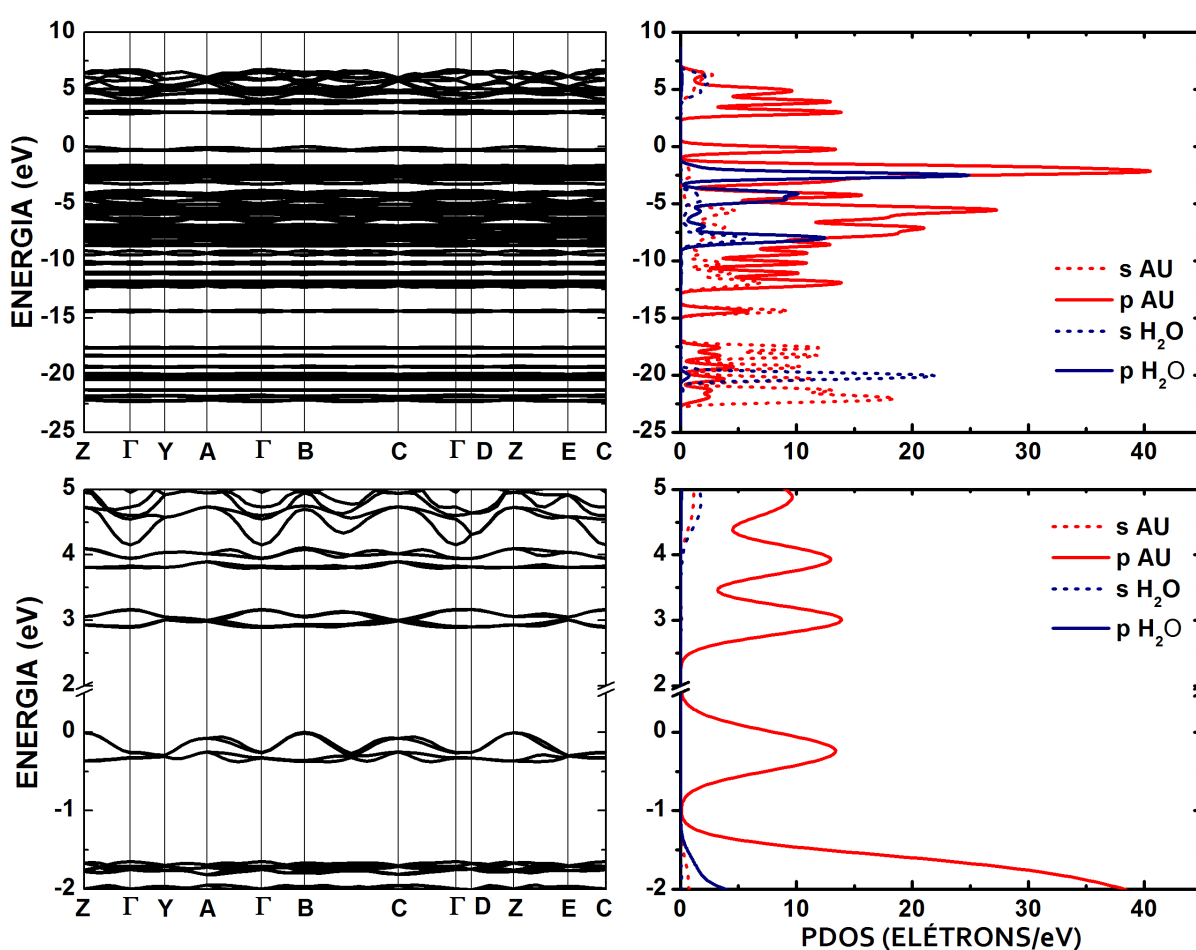 ENERGIA (eV)
10
5
0
-5
-10
-15
-20
-25
Z Γ Y A Γ B C Γ D Z E C
10
5
0
-5
-10
-15
-20
-25
0 10 20 30 40
s AU
p AU
s H₂O
p H₂O
ENERGIA (eV)
5
4
3
2
0
-1
-2
Z Γ Y A Γ B C Γ D Z E C
5
4
3
2
0
-1
-2
0 10 20 30 40
s AU
p AU
s H₂O
p H₂O
PDOS (ELÉTRONS/eV)